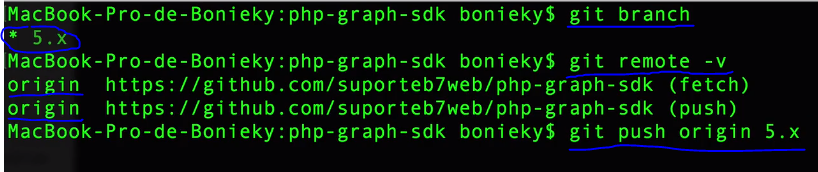 MacBook-Pro-de-Bonieky:php-graph-sdk bonieky$ git branch
* 5.x
MacBook-Pro-de-Bonieky:php-graph-sdk bonieky$ git remote -v
origin  https://github.com/suporteb7web/php-graph-sdk (fetch)
origin  https://github.com/suporteb7web/php-graph-sdk (push)
MacBook-Pro-de-Bonieky:php-graph-sdk bonieky$ git push origin 5.x